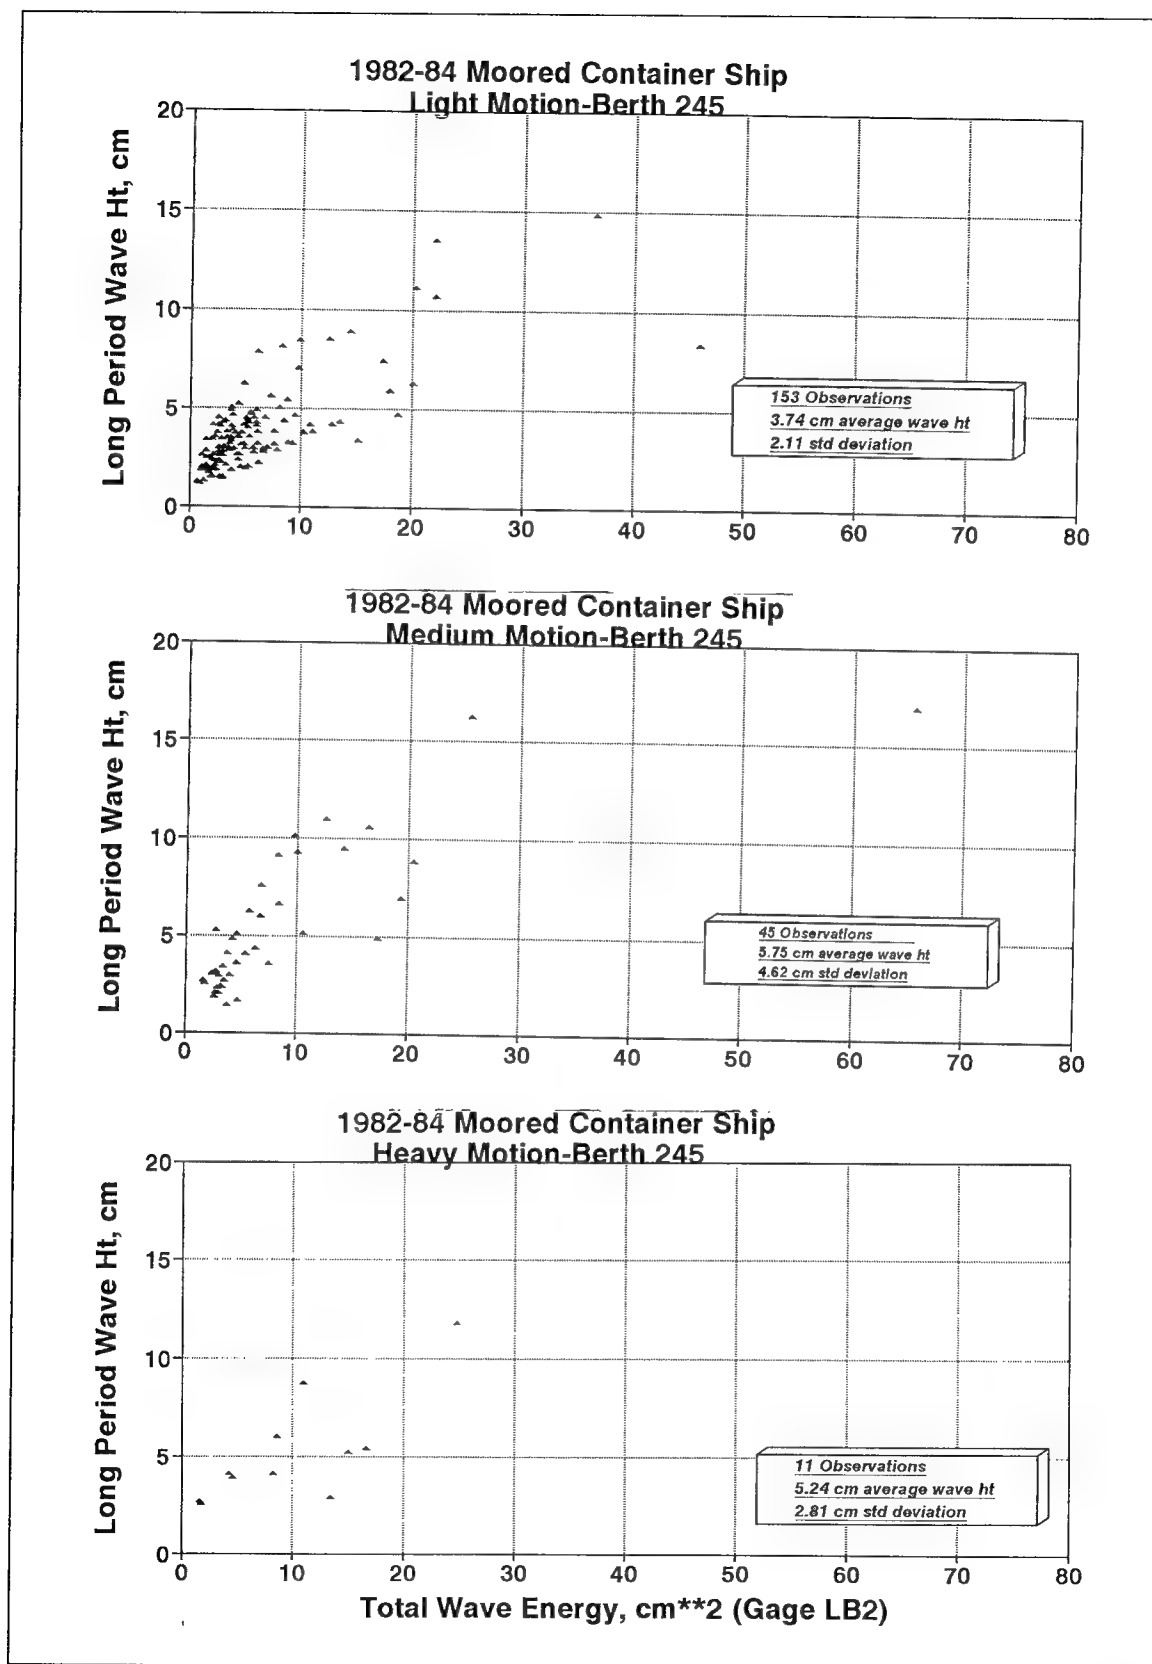 1982-84 Moored Container Ship
Light Motion-Berth 245
Long Period Wave Ht, cm
20
15
10
5
0
153 Observations
3.74 cm average wave ht
2.11 std deviation
0 10 20 30 40 50 60 70 80
1982-84 Moored Container Ship
Medium Motion-Berth 245
Long Period Wave Ht, cm
20
15
10
5
0
45 Observations
5.75 cm average wave ht
4.62 cm std deviation
0 10 20 30 40 50 60 70 80
1982-84 Moored Container Ship
Heavy Motion-Berth 245
Long Period Wave Ht, cm
20
15
10
5
0
11 Observations
5.24 cm average wave ht
2.81 cm std deviation
0 10 20 30 40 50 60 70 80
Total Wave Energy, cm**2 (Gage LB2)